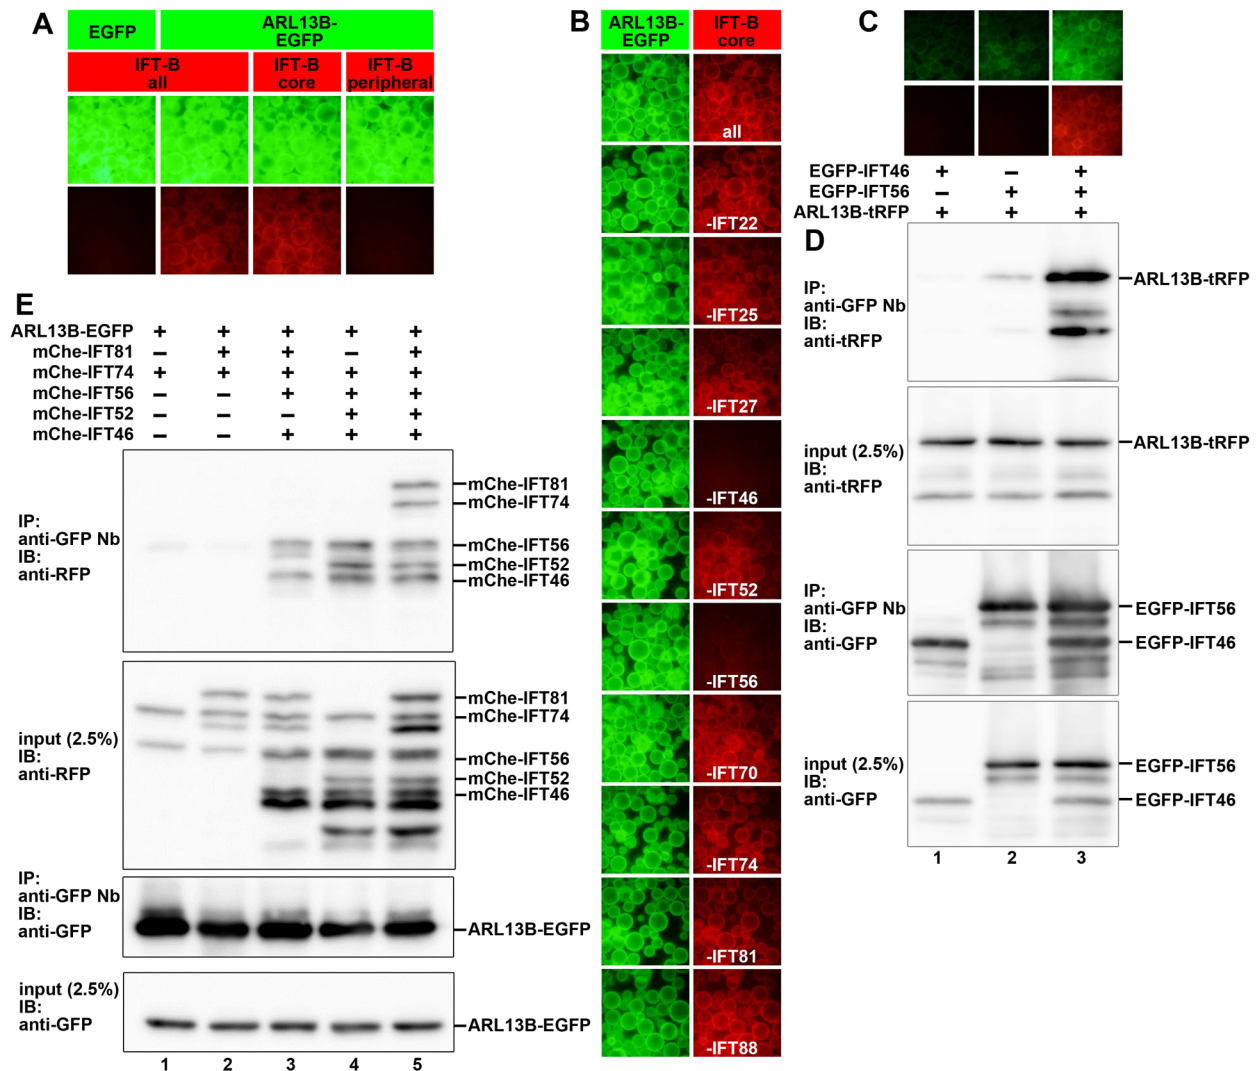 A
EGFP
ARL13B-
EGFP
IFT-B
all
IFT-B
core
IFT-B
peripheral
B
ARL13B-
EGFP
IFT-B
core
all
-IFT22
-IFT25
-IFT27
-IFT46
-IFT52
-IFT56
-IFT70
-IFT74
-IFT81
-IFT88
C
EGFP-IFT46 + – +
EGFP-IFT56 – + +
ARL13B-tRFP + + +
D
IP:
anti-GFP Nb
IB:
anti-tRFP
ARL13B-tRFP
input (2.5%)
IB:
anti-tRFP
ARL13B-tRFP
IP:
anti-GFP Nb
IB:
anti-GFP
EGFP-IFT56
EGFP-IFT46
input (2.5%)
IB:
anti-GFP
EGFP-IFT56
EGFP-IFT46
1 2 3
E
ARL13B-EGFP + + + + +
mChe-IFT81 – + + – +
mChe-IFT74 + + + + +
mChe-IFT56 – – + + +
mChe-IFT52 – – – + +
mChe-IFT46 – – + + +
IP:
anti-GFP Nb
IB:
anti-RFP
mChe-IFT81
mChe-IFT74
mChe-IFT56
mChe-IFT52
mChe-IFT46
input (2.5%)
IB:
anti-RFP
mChe-IFT81
mChe-IFT74
mChe-IFT56
mChe-IFT52
mChe-IFT46
IP:
anti-GFP Nb
IB:
anti-GFP
ARL13B-EGFP
input (2.5%)
IB:
anti-GFP
ARL13B-EGFP
1 2 3 4 5